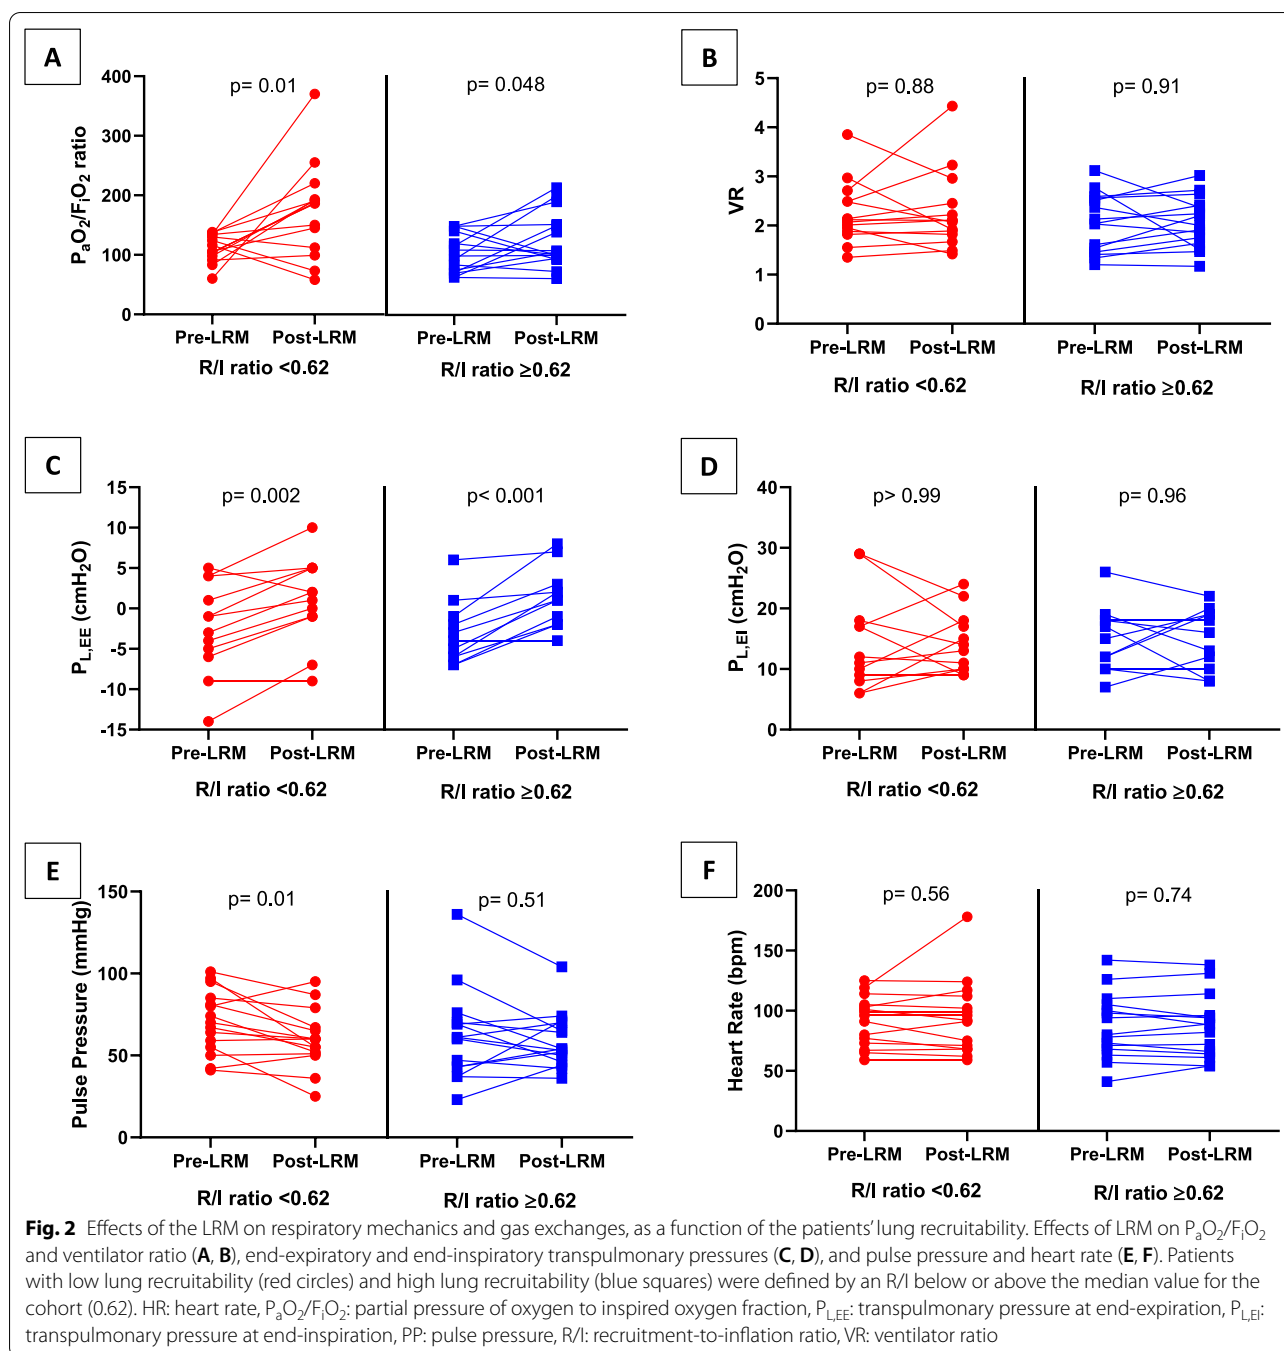 A
p= 0.01
p= 0.048
400
300
200
100
0
PaO2/FiO2 ratio
Pre-LRM Post-LRM Pre-LRM Post-LRM
R/I ratio <0.62 R/I ratio ≥0.62
B
p= 0.88
p= 0.91
5
4
3
2
1
0
VR
Pre-LRM Post-LRM Pre-LRM Post-LRM
R/I ratio <0.62 R/I ratio ≥0.62
C
p= 0.002
p< 0.001
15
10
5
0
-5
-10
-15
PL,EE (cmH2O)
Pre-LRM Post-LRM Pre-LRM Post-LRM
R/I ratio <0.62 R/I ratio ≥0.62
D
p> 0.99
p= 0.96
40
30
20
10
0
PL,EI (cmH2O)
Pre-LRM Post-LRM Pre-LRM Post-LRM
R/I ratio <0.62 R/I ratio ≥0.62
E
p= 0.01
p= 0.51
150
100
50
0
Pulse Pressure (mmHg)
Pre-LRM Post-LRM Pre-LRM Post-LRM
R/I ratio <0.62 R/I ratio ≥0.62
F
p= 0.56
p= 0.74
200
150
100
50
0
Heart Rate (bpm)
Pre-LRM Post-LRM Pre-LRM Post-LRM
R/I ratio <0.62 R/I ratio ≥0.62
Fig. 2 Effects of the LRM on respiratory mechanics and gas exchanges, as a function of the patients' lung recruitability. Effects of LRM on PaO2/FiO2
and ventilator ratio (A, B), end-expiratory and end-inspiratory transpulmonary pressures (C, D), and pulse pressure and heart rate (E, F). Patients
with low lung recruitability (red circles) and high lung recruitability (blue squares) were defined by an R/I below or above the median value for the
cohort (0.62). HR: heart rate, PaO2/FiO2: partial pressure of oxygen to inspired oxygen fraction, PL,EE: transpulmonary pressure at end-expiration, PL,EI:
transpulmonary pressure at end-inspiration, PP: pulse pressure, R/I: recruitment-to-inflation ratio, VR: ventilator ratio